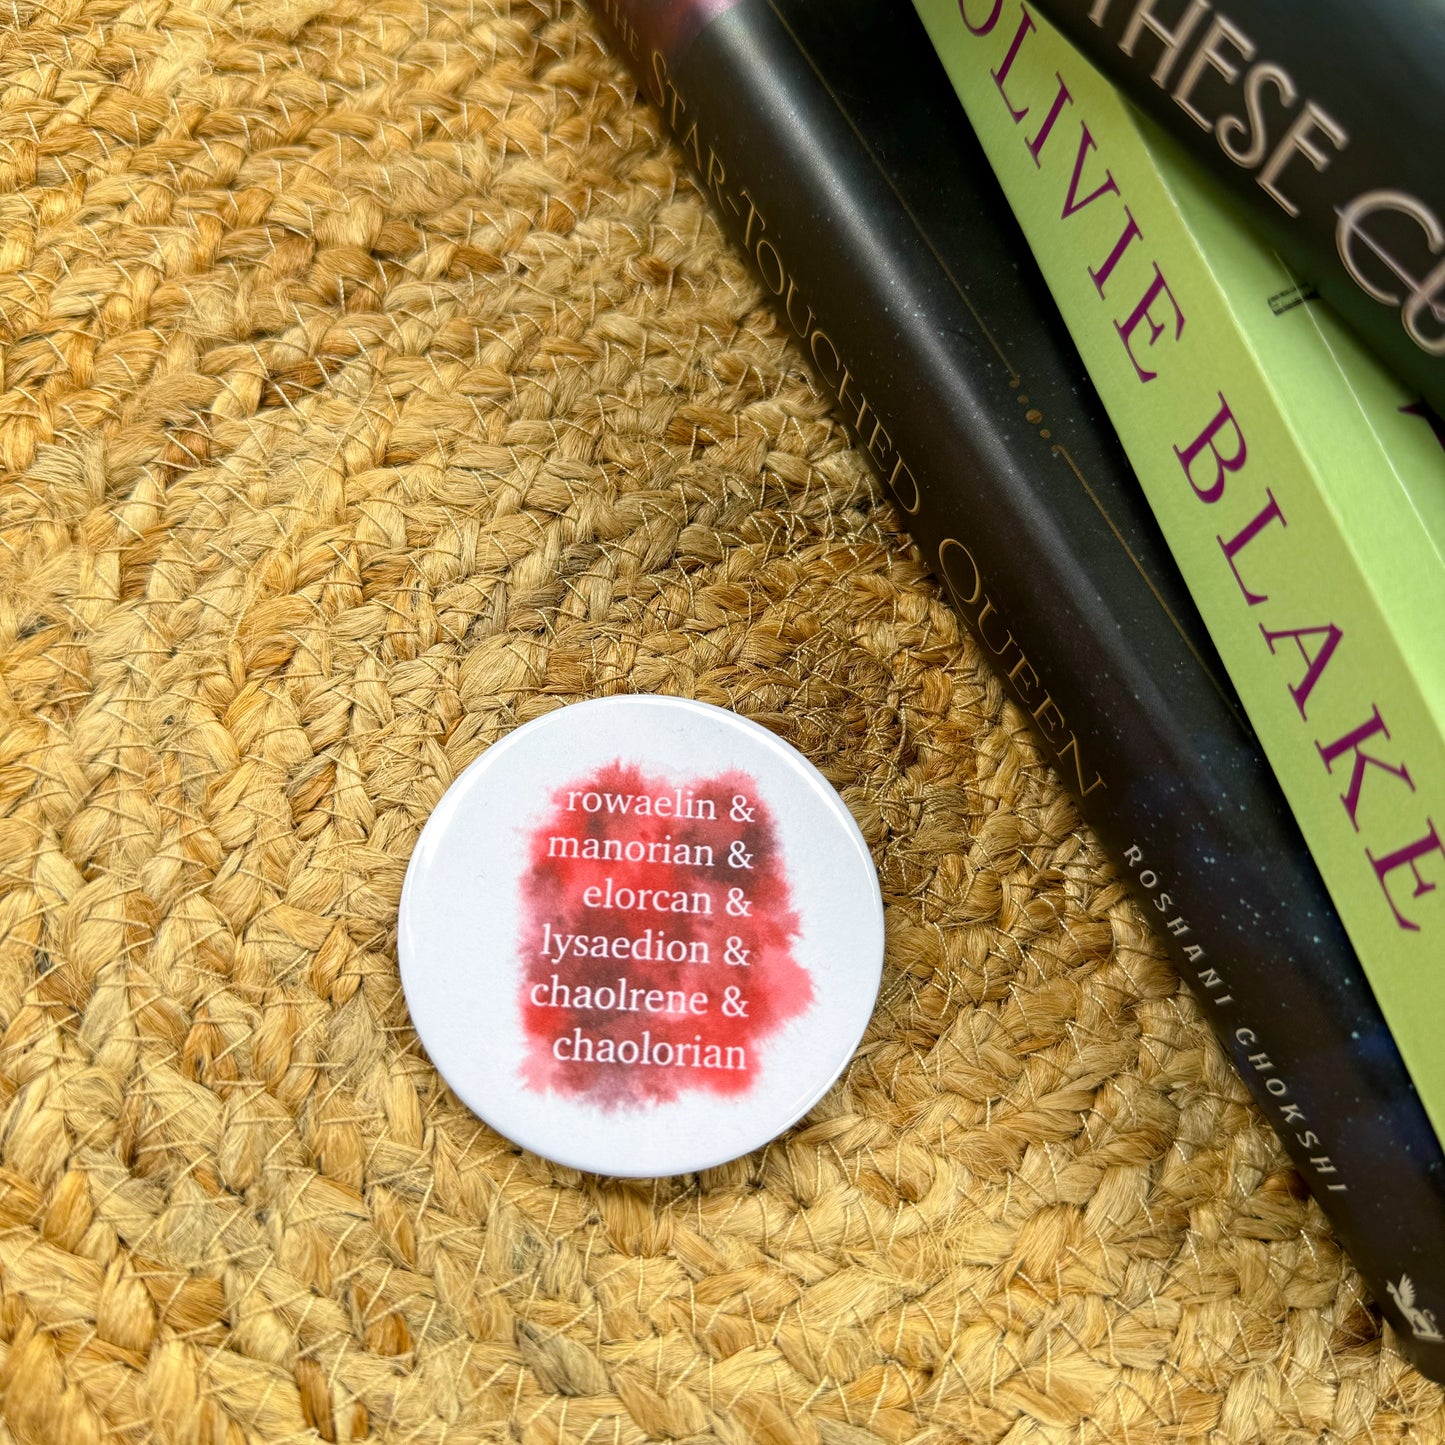 THE STAR-TOUCHED QUEEN
ROSHANI CHOKSHI
OLIVIE BLAKE
THESE
rowaelin &
manorian &
elorcan &
lysaedion &
chaolrene &
chaolorian